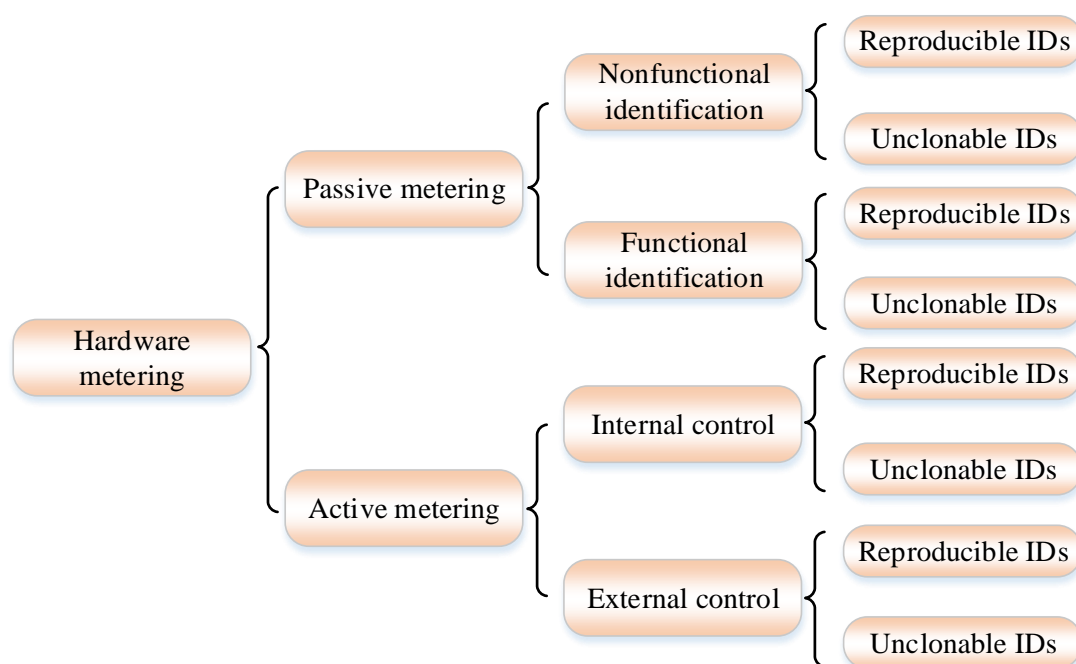 Hardware
metering
Passive metering
Nonfunctional
identification
Reproducible IDs
Unclonable IDs
Functional
identification
Reproducible IDs
Unclonable IDs
Active metering
Internal control
Reproducible IDs
Unclonable IDs
External control
Reproducible IDs
Unclonable IDs